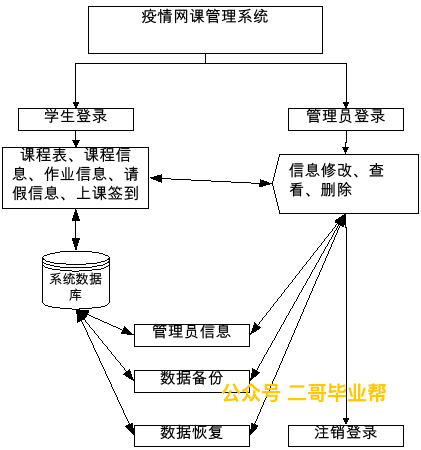 疫情网课管理系统
学生登录
管理员登录
课程表、课程信
息、作业信息、请
假信息、上课签到
信息修改、查
看、删除
系统数据
库
管理员信息
数据备份
公众号 二哥毕业帮
数据恢复
注销登录